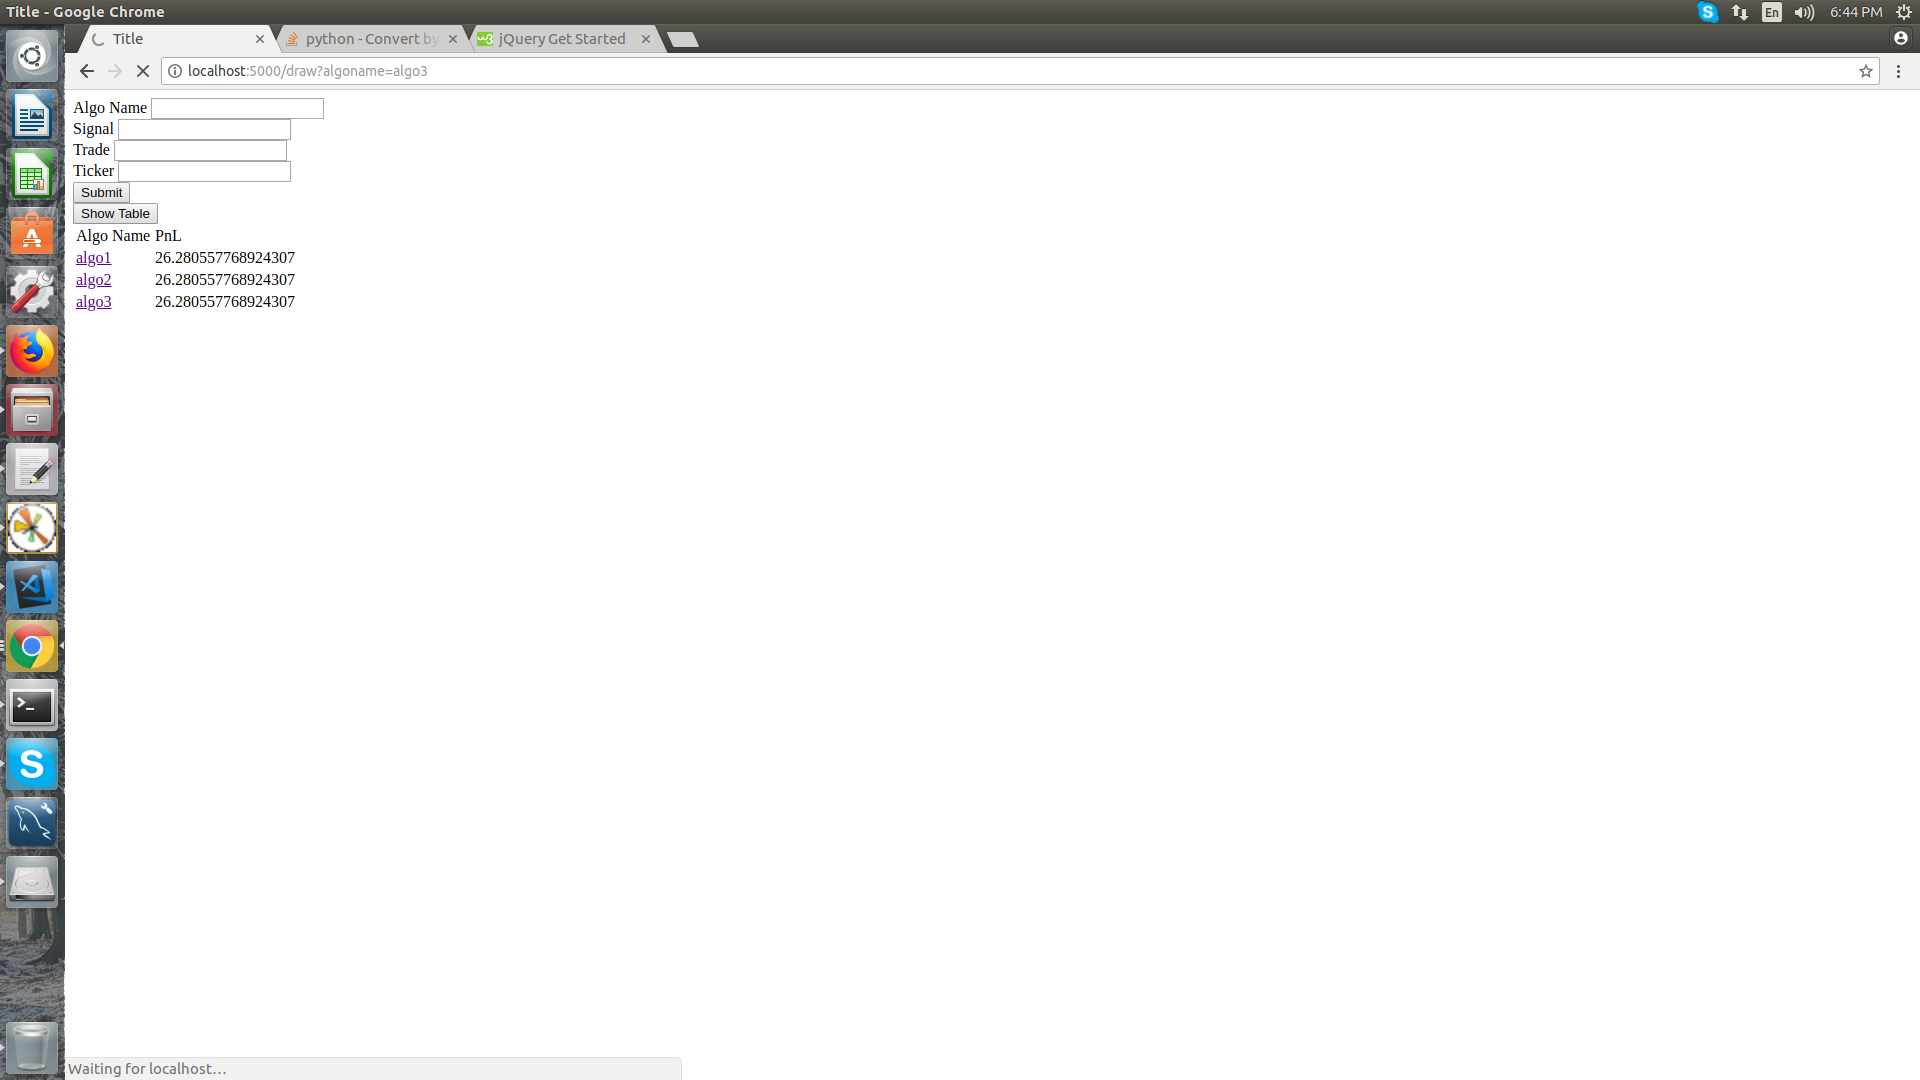 Title - Google Chrome
En
6:44 PM
Title
python - Convert by
jQuery Get Started
localhost:5000/draw?algoname=algo3
Algo Name
Signal
Trade
Ticker
Submit
Show Table
Algo Name PnL
algo1 26.280557768924307
algo2 26.280557768924307
algo3 26.280557768924307
Waiting for localhost...